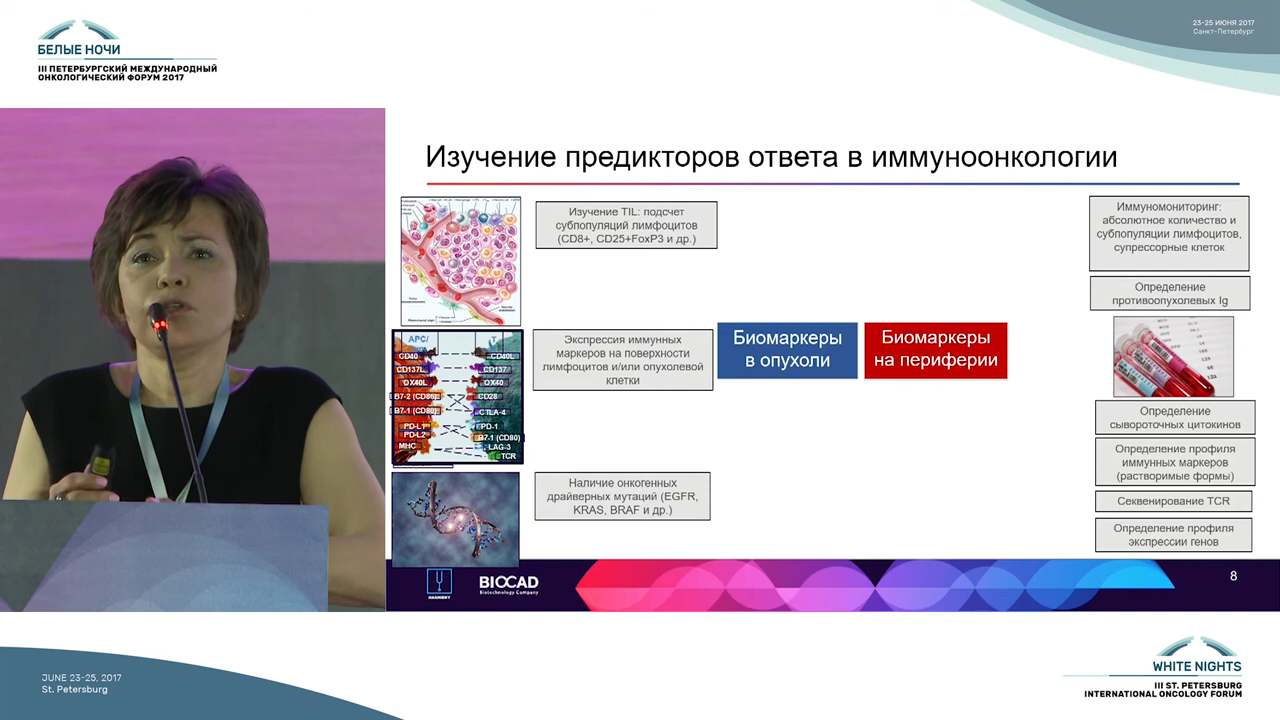 БЕЛЫЕ НОЧИ
III ПЕТЕРБУРГСКИЙ МЕЖДУНАРОДНЫЙ
ОНКОЛОГИЧЕСКИЙ ФОРУМ 2017
23-25 ИЮНЯ 2017
Санкт-Петербург
Изучение предикторов ответа в иммуноонкологии
Изучение TIL: подсчет
субпопуляций лимфоцитов
(CD8+, CD25+FoxP3 и др.)
APC/
T
CD40
CD40L
CD137L
CD137
OX40L
OX40
B7-2 (CD86)
CD28
B7-1 (CD80)
CTLA-4
PD-L1
PD-1
PD-L2
B7-1 (CD80)
MHC
LAG-3
TCR
Экспрессия иммунных
маркеров на поверхности
лимфоцитов и/или опухолевой
клетки
Наличие онкогенных
драйверных мутаций (EGFR,
KRAS, BRAF и др.)
Биомаркеры
в опухоли
Биомаркеры
на периферии
Иммуномониторинг:
абсолютное количество и
субпопуляции лимфоцитов,
супрессорные клеток
Определение
противоопухолевых Ig
Определение
сывороточных цитокинов
Определение профиля
иммунных маркеров
(растворимые формы)
Секвенирование TCR
Определение профиля
экспрессии генов
HARMONY
BIOCAD
Biotechnology Company
8
JUNE 23-25, 2017
St. Petersburg
WHITE NIGHTS
III ST. PETERSBURG
INTERNATIONAL ONCOLOGY FORUM